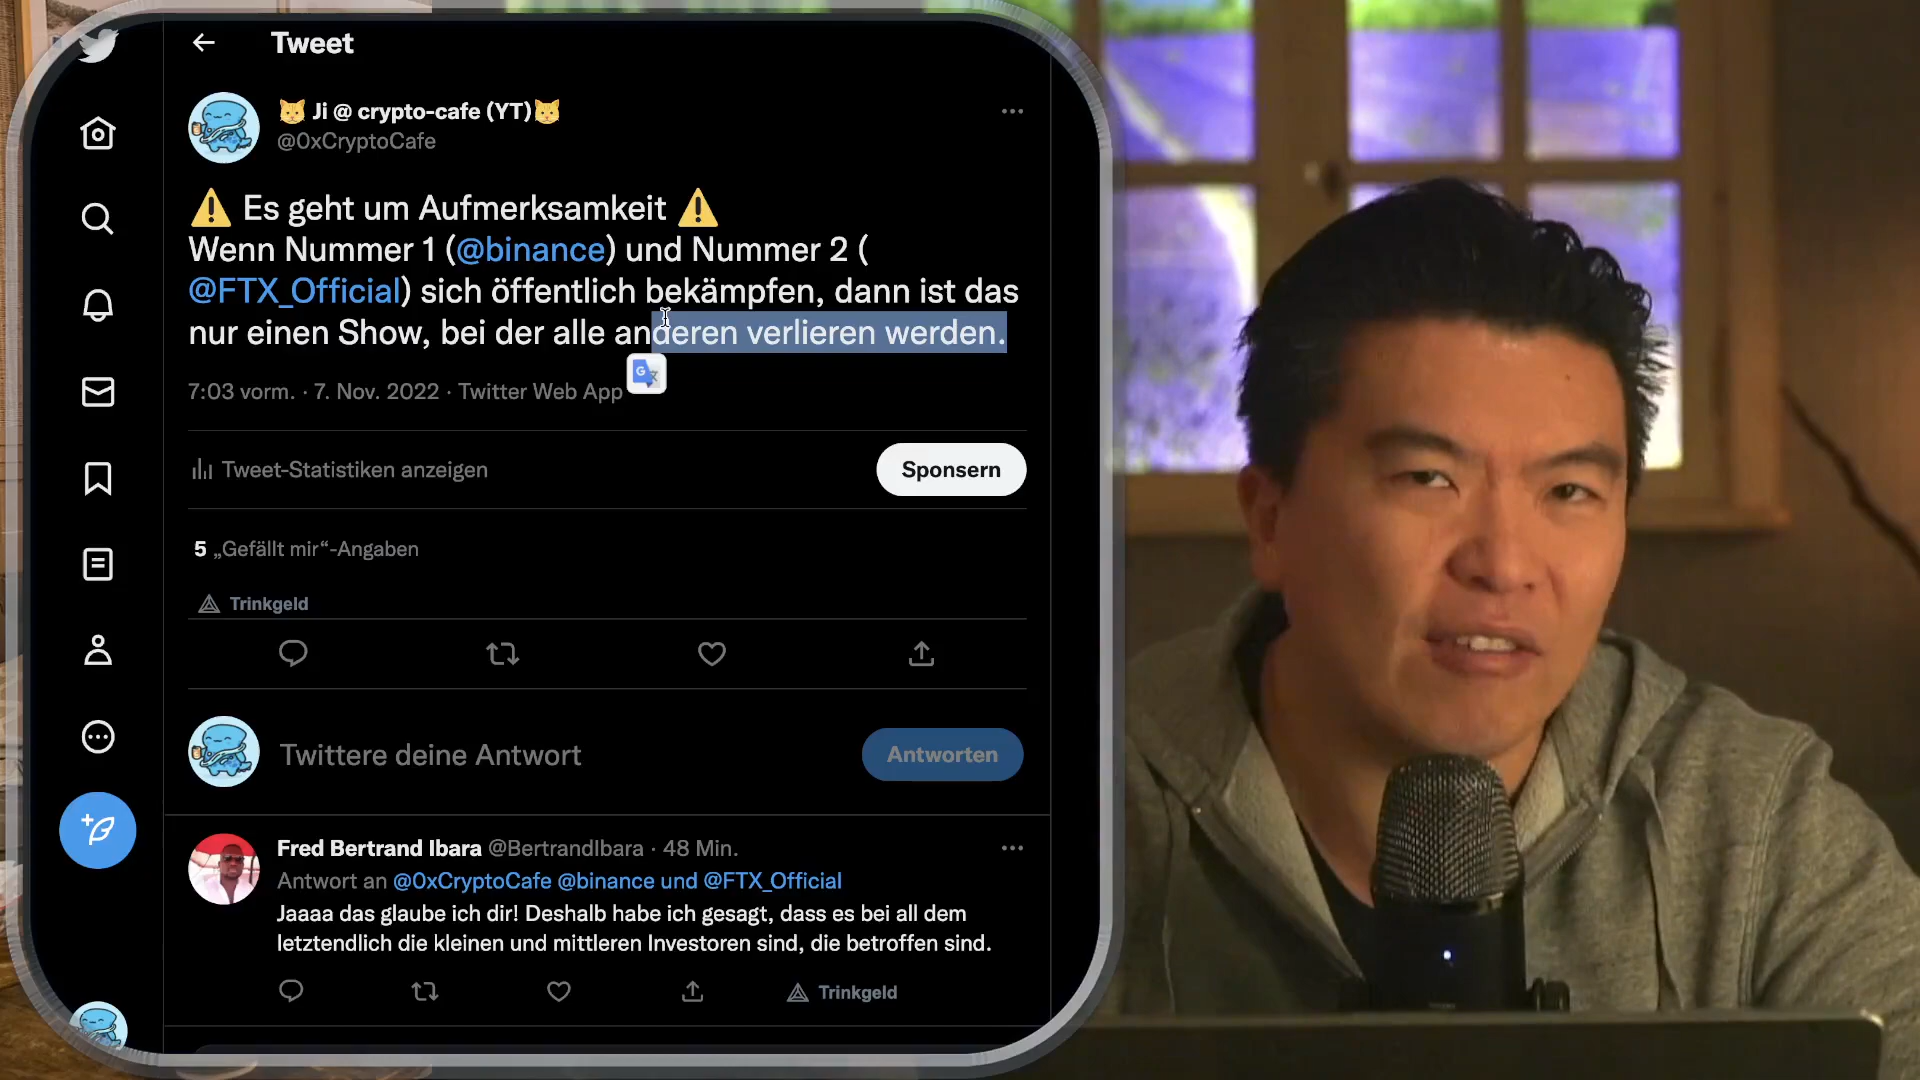 Tweet
🐱 Ji @ crypto-cafe (YT)🐱
@0xCryptoCafe
⚠️ Es geht um Aufmerksamkeit ⚠️
Wenn Nummer 1 (@binance) und Nummer 2 (
@FTX_Official) sich öffentlich bekämpfen, dann ist das
nur einen Show, bei der alle anderen verlieren werden.
7:03 vorm. · 7. Nov. 2022 · Twitter Web App
Tweet-Statistiken anzeigen
Sponsern
5 „Gefällt mir“-Angaben
Trinkgeld
Twittere deine Antwort
Antworten
Fred Bertrand Ibara @BertrandIbara · 48 Min.
Antwort an @0xCryptoCafe @binance und @FTX_Official
Jaaaa das glaube ich dir! Deshalb habe ich gesagt, dass es bei all dem
letztendlich die kleinen und mittleren Investoren sind, die betroffen sind.
Trinkgeld